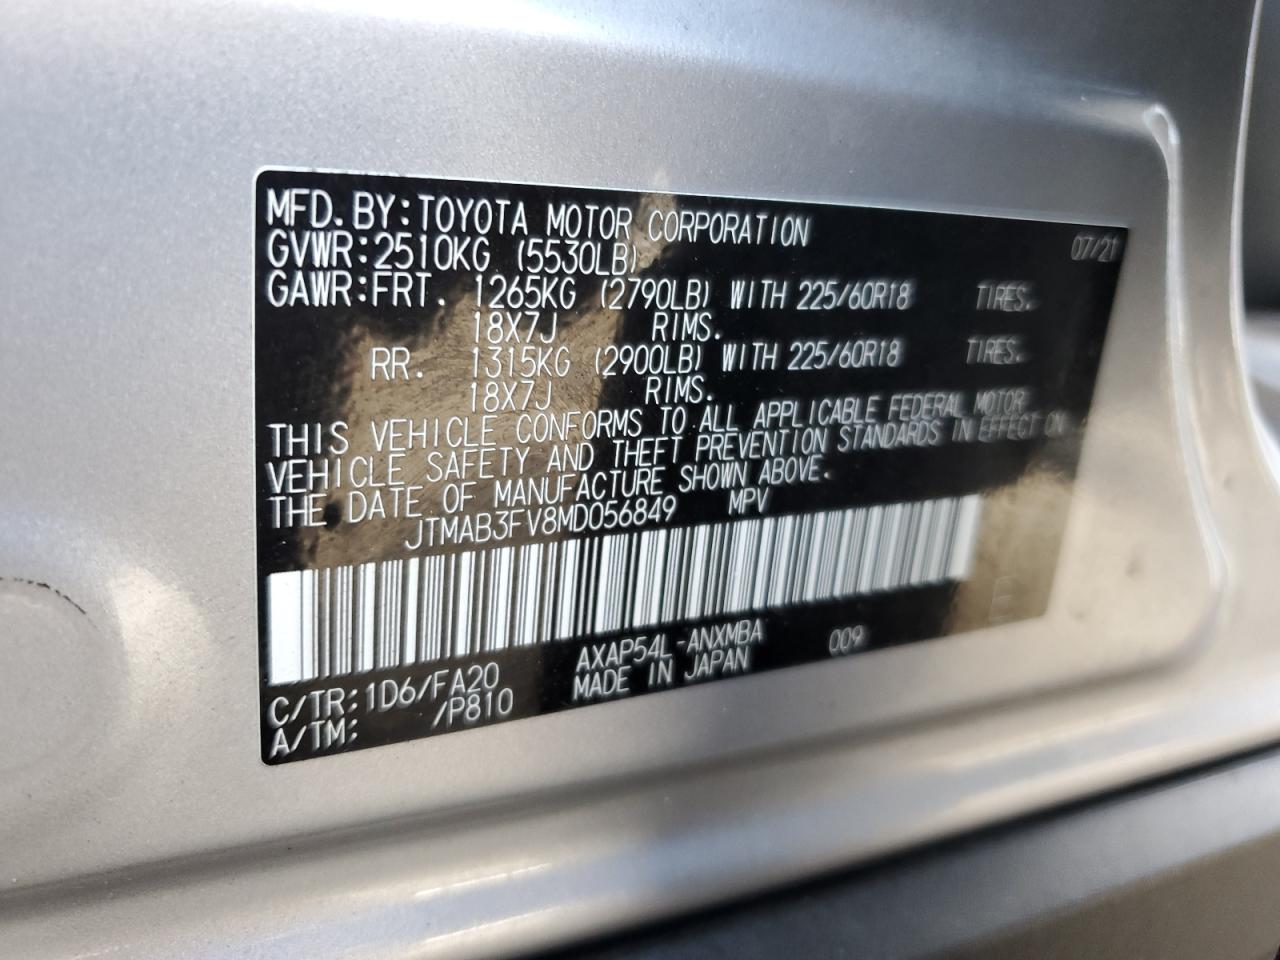 MFD. BY: TOYOTA MOTOR CORPORATION 07/21
GVWR: 2510KG (5530LB)
GAWR: FRT. 1265KG (2790LB) WITH 225/60R18 TIRES.
18X7J RIMS.
RR. 1315KG (2900LB) WITH 225/60R18 TIRES.
18X7J RIMS.
THIS VEHICLE CONFORMS TO ALL APPLICABLE FEDERAL MOTOR
VEHICLE SAFETY AND THEFT PREVENTION STANDARDS IN EFFECT ON
THE DATE OF MANUFACTURE SHOWN ABOVE.
JTMAB3FV8MD056849 MPV
C/TR: 1D6/FA20 AXAP54L-ANXMBA 009
A/TM: /P810 MADE IN JAPAN